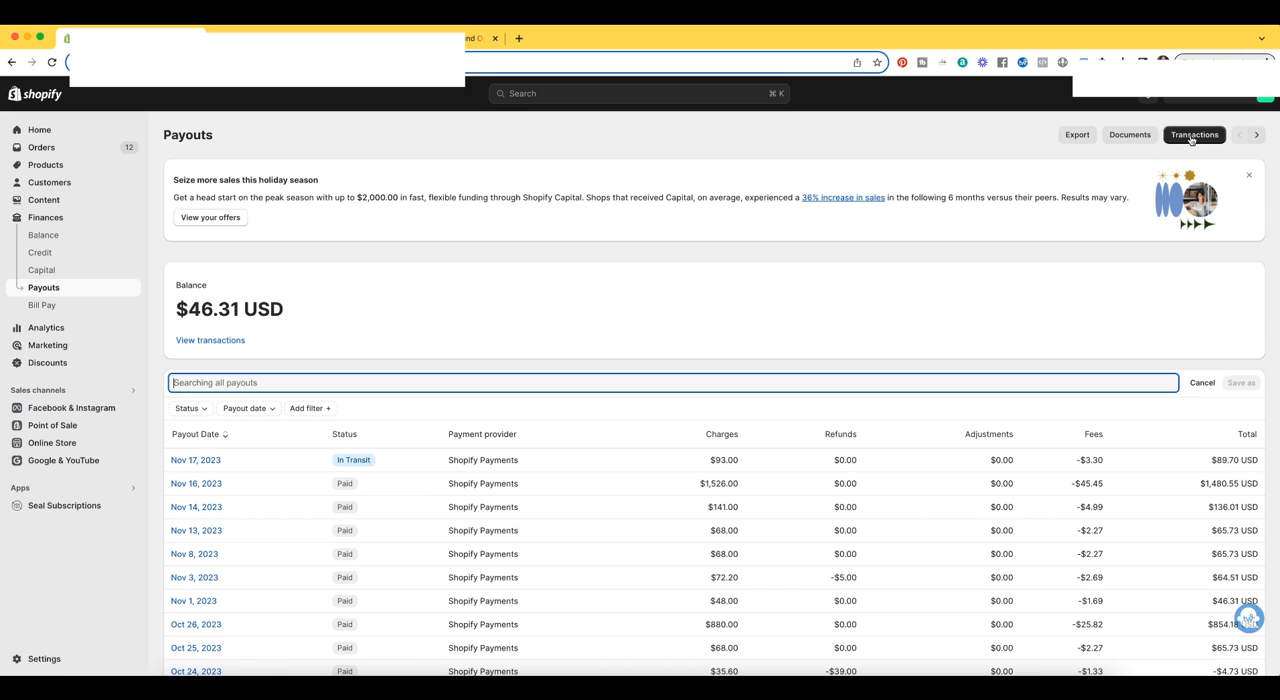 shopify
Search
⌘ K
Home
Orders 12
Products
Customers
Content
Finances
Balance
Credit
Capital
Payouts
Bill Pay
Analytics
Marketing
Discounts
Sales channels
Facebook & Instagram
Point of Sale
Online Store
Google & YouTube
Apps
Seal Subscriptions
Settings
Payouts
Export Documents Transactions
Seize more sales this holiday season
Get a head start on the peak season with up to $2,000.00 in fast, flexible funding through Shopify Capital. Shops that received Capital, on average, experienced a 36% increase in sales in the following 6 months versus their peers. Results may vary.
View your offers
Balance
$46.31 USD
View transactions
Searching all payouts Cancel Save as
Status Payout date Add filter +
Payout Date Status Payment provider Charges Refunds Adjustments Fees Total
Nov 17, 2023 In Transit Shopify Payments $93.00 $0.00 $0.00 -$3.30 $89.70 USD
Nov 16, 2023 Paid Shopify Payments $1,526.00 $0.00 $0.00 -$45.45 $1,480.55 USD
Nov 14, 2023 Paid Shopify Payments $141.00 $0.00 $0.00 -$4.99 $136.01 USD
Nov 13, 2023 Paid Shopify Payments $68.00 $0.00 $0.00 -$2.27 $65.73 USD
Nov 8, 2023 Paid Shopify Payments $68.00 $0.00 $0.00 -$2.27 $65.73 USD
Nov 3, 2023 Paid Shopify Payments $72.20 -$5.00 $0.00 -$2.69 $64.51 USD
Nov 1, 2023 Paid Shopify Payments $48.00 $0.00 $0.00 -$1.69 $46.31 USD
Oct 26, 2023 Paid Shopify Payments $880.00 $0.00 $0.00 -$25.82 $854.18
Oct 25, 2023 Paid Shopify Payments $68.00 $0.00 $0.00 -$2.27 $65.73 USD
Oct 24, 2023 Paid Shopify Payments $35.60 -$39.00 $0.00 -$1.33 -$4.73 USD